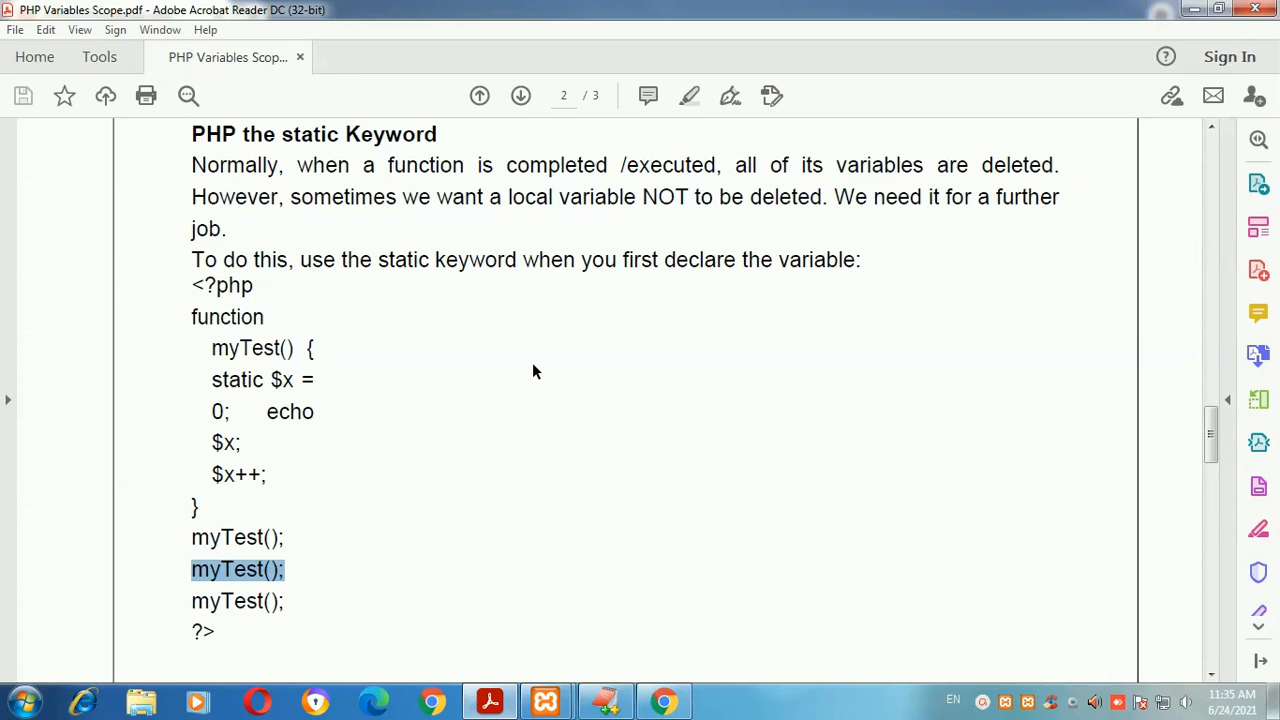 PHP Variables Scope.pdf - Adobe Acrobat Reader DC (32-bit)
File Edit View Sign Window Help
Home Tools PHP Variables Scop... × Sign In
2 / 3
PHP the static Keyword
Normally, when a function is completed /executed, all of its variables are deleted.
However, sometimes we want a local variable NOT to be deleted. We need it for a further
job.
To do this, use the static keyword when you first declare the variable:
<?php
function
myTest() {
static $x =
0; echo
$x;
$x++;
}
myTest();
myTest();
myTest();
?>
EN 11:35 AM
6/24/2021